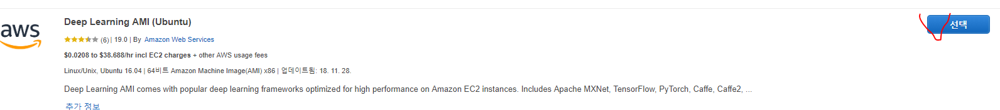 aws
Deep Learning AMI (Ubuntu)
선택
(6) | 19.0 | By Amazon Web Services
$0.0208 to $38.688/hr incl EC2 charges + other AWS usage fees
Linux/Unix, Ubuntu 16.04 | 64비트 Amazon Machine Image(AMI) x86 | 업데이트됨: 18. 11. 28.
Deep Learning AMI comes with popular deep learning frameworks optimized for high performance on Amazon EC2 instances. Includes Apache MXNet, TensorFlow, PyTorch, Caffe, Caffe2, ...
추가 정보